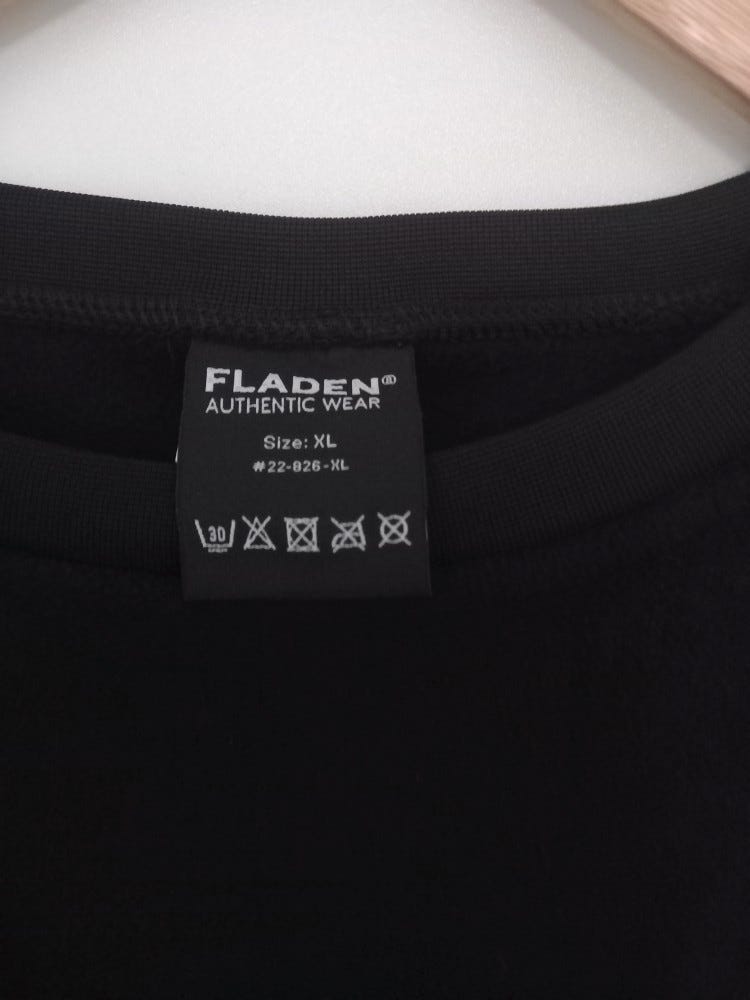 FLADEN®
AUTHENTIC WEAR
Size: XL
#22-826-XL
30